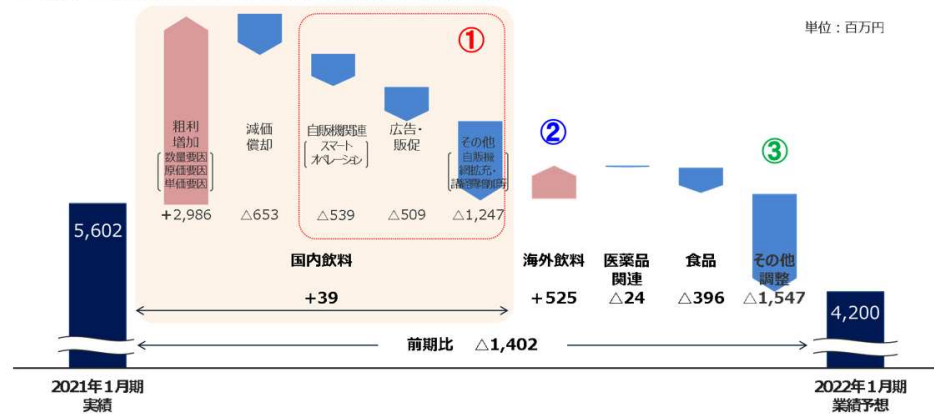 単位：百万円
①
粗利
増加
数量要因
原価要因
単価要因
+2,986
減価
償却
△653
自販機関連
スマート
オペレーション
△539
広告・
販促
△509
その他
自販機
網拡充・
△1,247
国内飲料
+39
②
海外飲料
+525
医薬品
関連
△24
食品
△396
③
その他
調整
△1,547
5,602
4,200
前期比 △1,402
2021年1月期
実績
2022年1月期
業績予想